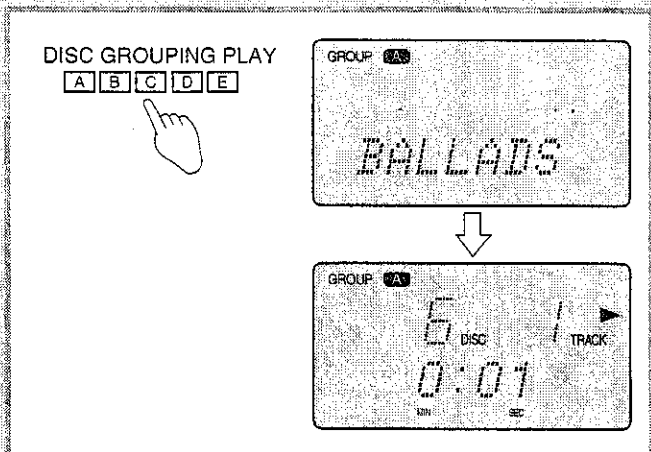 DISC GROUPING PLAY
A B C D E
GROUP A
BALLADS
GROUP A
6 DISC 1 TRACK
0:01
MIN SEC